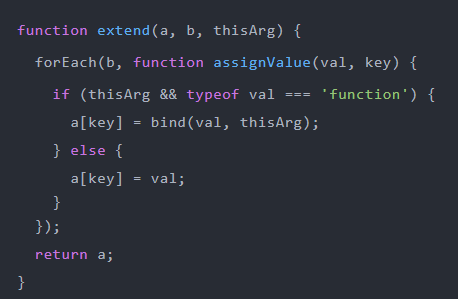 function extend(a, b, thisArg) {
  forEach(b, function assignValue(val, key) {
    if (thisArg && typeof val === 'function') {
      a[key] = bind(val, thisArg);
    } else {
      a[key] = val;
    }
  });
  return a;
}